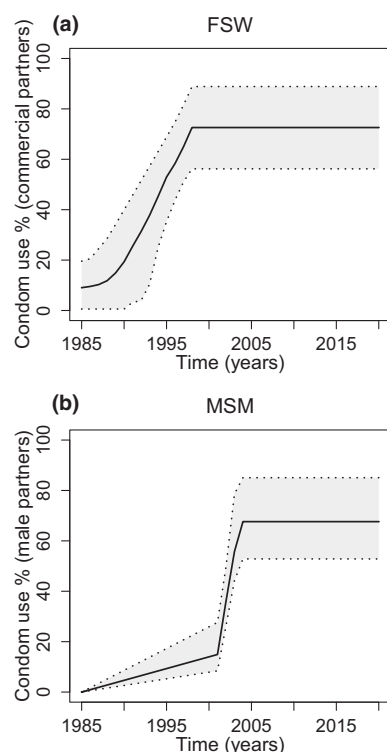 (a)
FSW
Condom use % (commercial partners)
100
80
60
40
20
0
1985
1995
2005
2015
Time (years)
(b)
MSM
Condom use % (male partners)
100
80
60
40
20
0
1985
1995
2005
2015
Time (years)